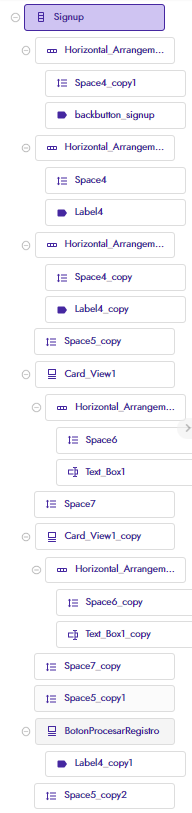 Signup
Horizontal_Arrangem...
Space4_copy1
backbutton_signup
Horizontal_Arrangem...
Space4
Label4
Horizontal_Arrangem...
Space4_copy
Label4_copy
Space5_copy
Card_View1
Horizontal_Arrangem...
Space6
Text_Box1
Space7
Card_View1_copy
Horizontal_Arrangem...
Space6_copy
Text_Box1_copy
Space7_copy
Space5_copy1
BotonProcesarRegistro
Label4_copy1
Space5_copy2